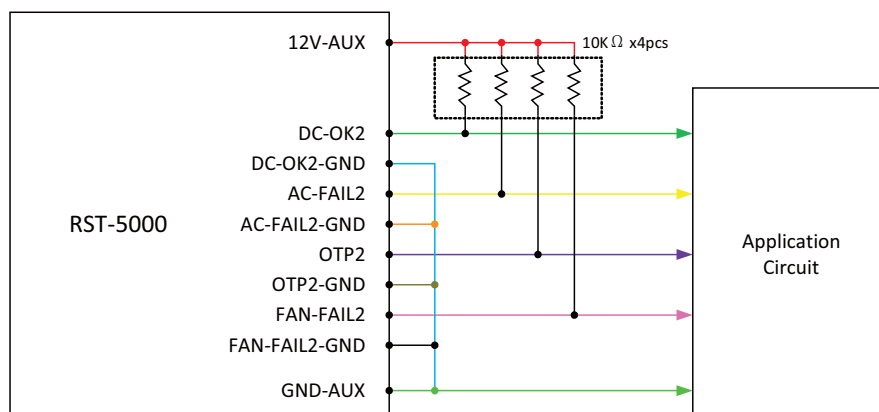 12V-AUX
10KΩ x4pcs
DC-OK2
DC-OK2-GND
AC-FAIL2
RST-5000
AC-FAIL2-GND
OTP2
OTP2-GND
FAN-FAIL2
FAN-FAIL2-GND
GND-AUX
Application
Circuit